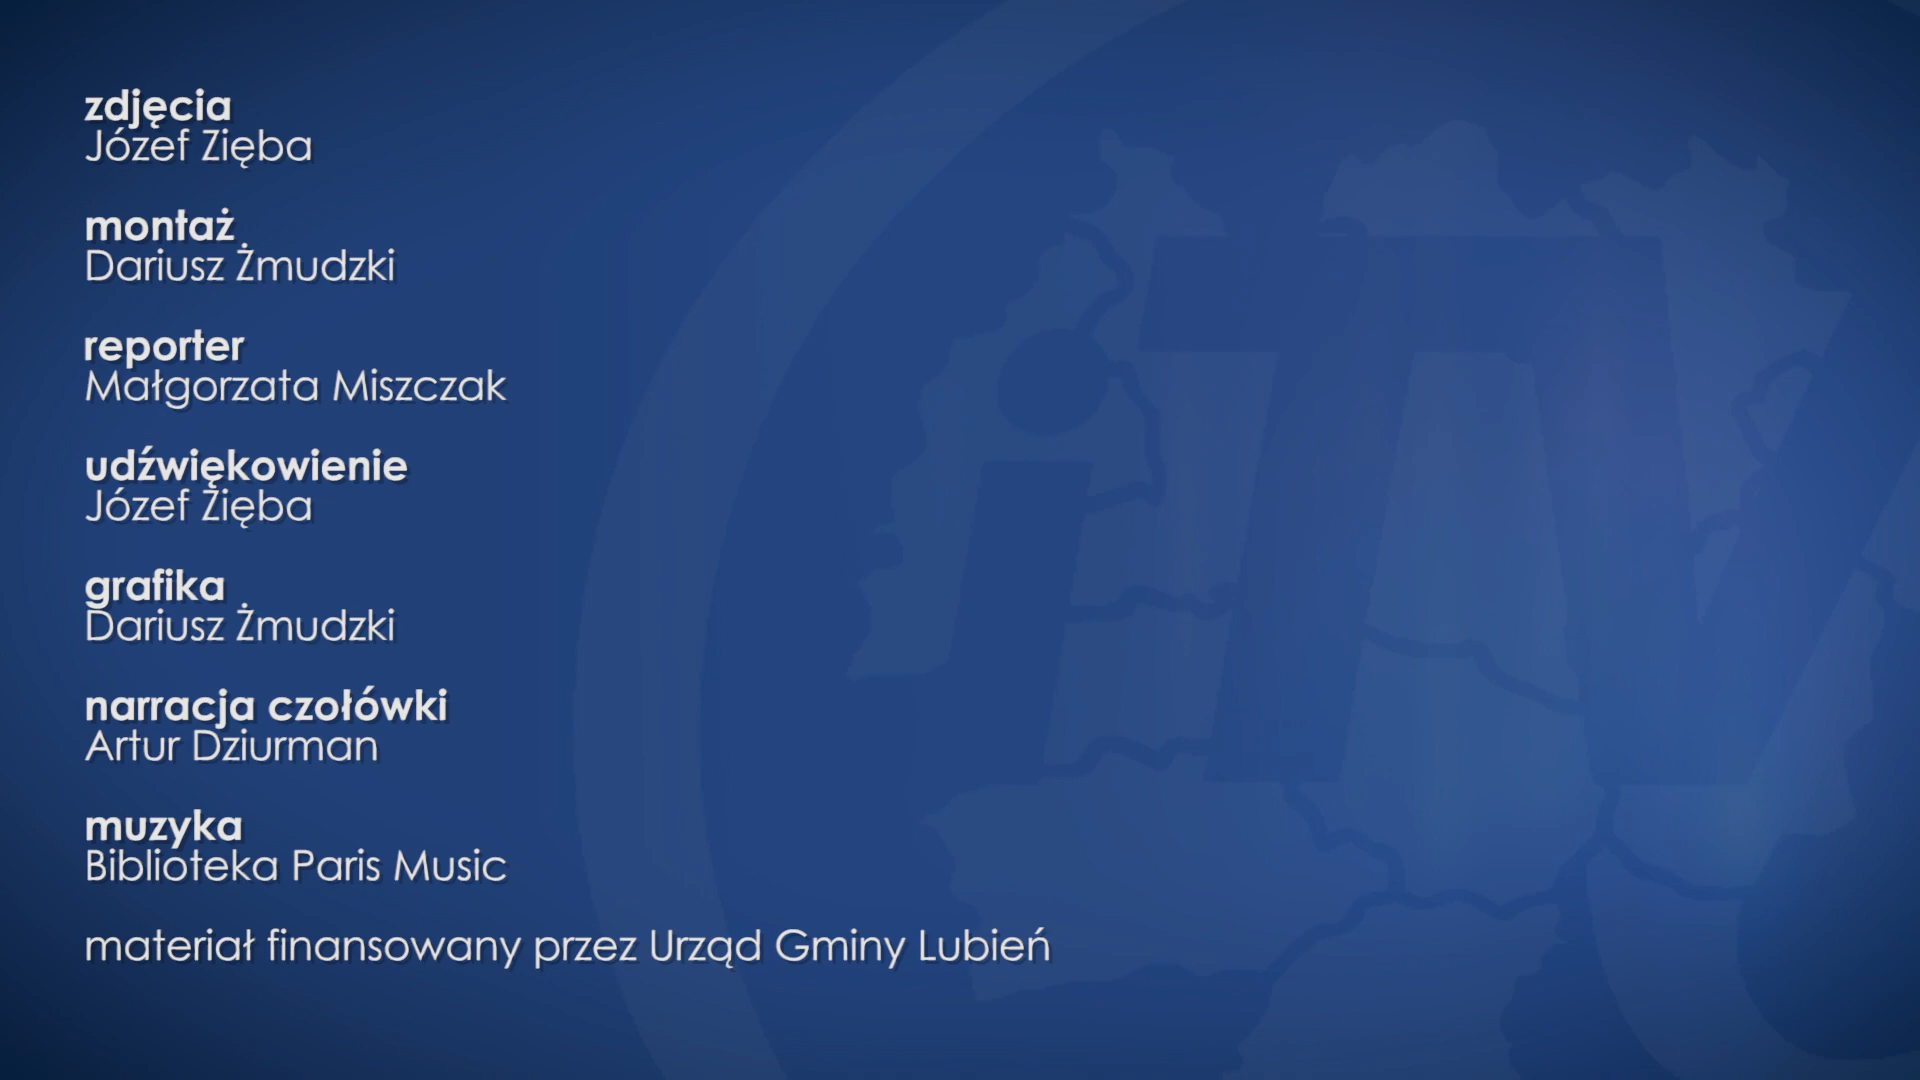 zdjęcia
Józef Zięba
montaż
Dariusz Żmudzki
reporter
Małgorzata Miszczak
udźwiękowienie
Józef Zięba
grafika
Dariusz Żmudzki
narracja czołówki
Artur Dziurman
muzyka
Biblioteka Paris Music
materiał finansowany przez Urząd Gminy Lubień
iTV